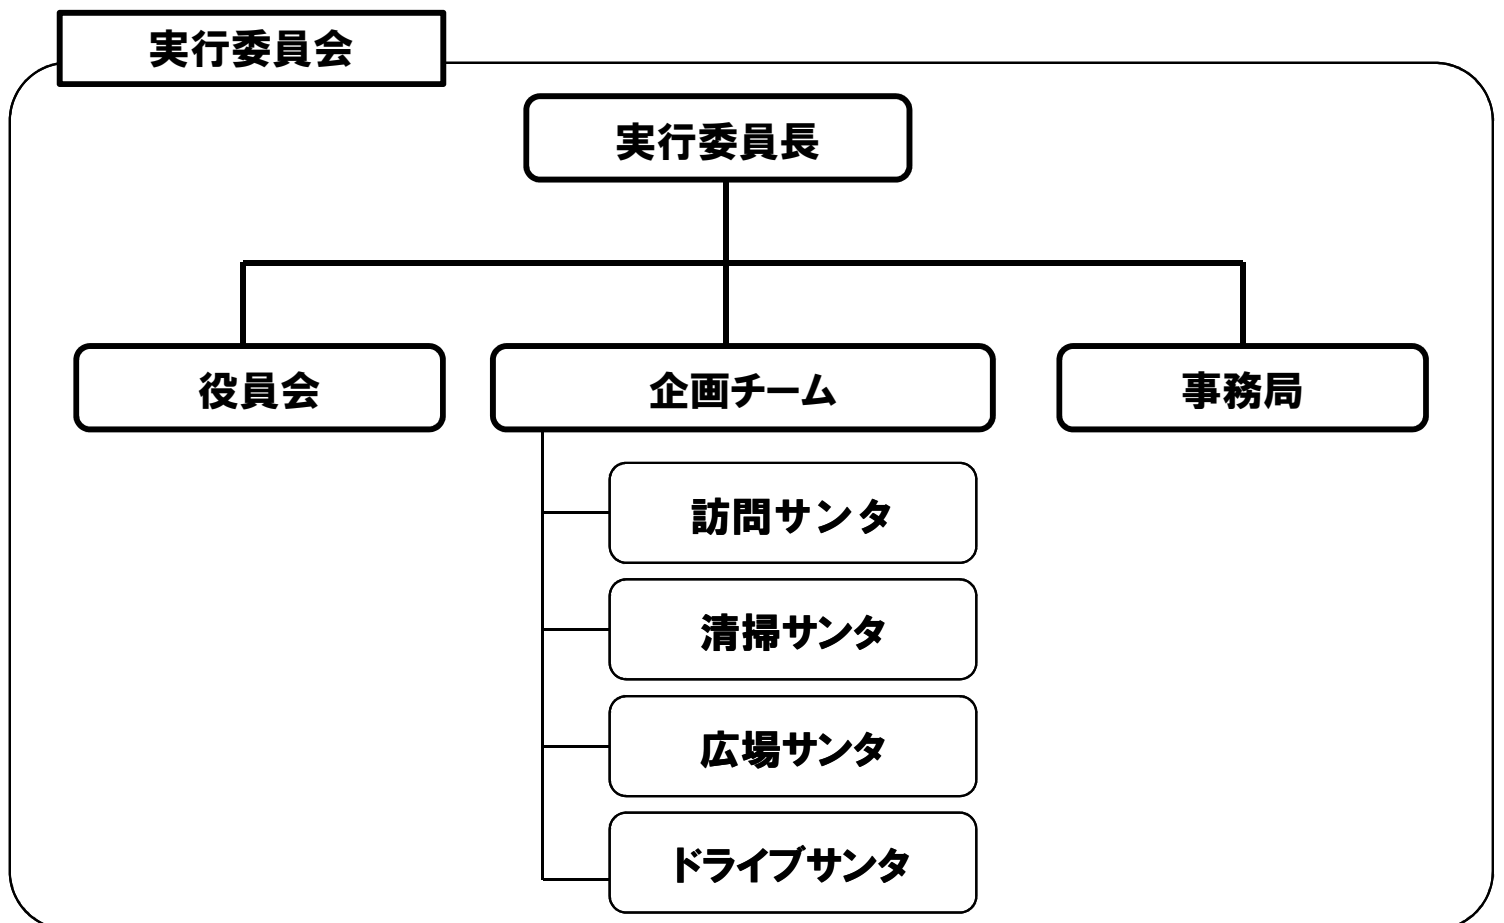 実行委員会
実行委員長
役員会
企画チーム
事務局
訪問サンタ
清掃サンタ
広場サンタ
ドライブサンタ